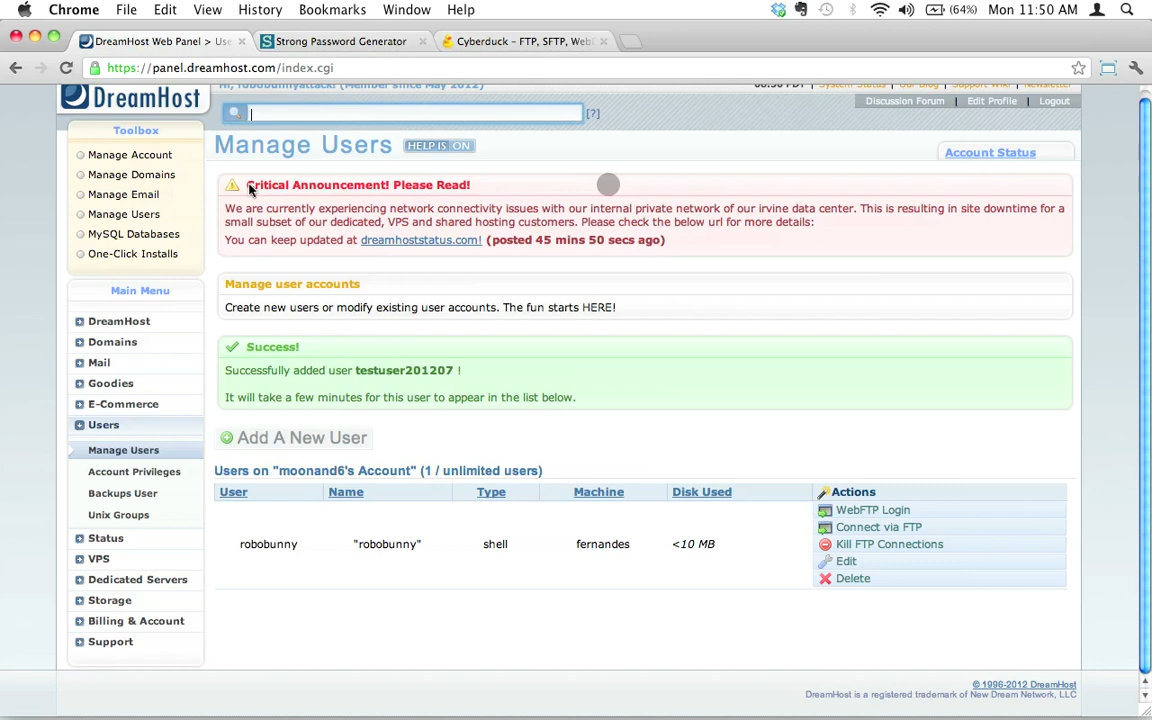 Chrome File Edit View History Bookmarks Window Help (64%) Mon 11:50 AM
DreamHost Web Panel > Use
Strong Password Generator
Cyberduck – FTP, SFTP, Web
https://panel.dreamhost.com/index.cgi
Hi, robobunnyattack! (Member since May 2012)
DreamHost
[?]
Discussion Forum | Edit Profile | Logout
Toolbox
Manage Account
Manage Domains
Manage Email
Manage Users
MySQL Databases
One-Click Installs
Main Menu
DreamHost
Domains
Mail
Goodies
E-Commerce
Users
Manage Users
Account Privileges
Backups User
Unix Groups
Status
VPS
Dedicated Servers
Storage
Billing & Account
Support
Manage Users HELP IS ON
Account Status
Critical Announcement! Please Read!
We are currently experiencing network connectivity issues with our internal private network of our irvine data center. This is resulting in site downtime for a
small subset of our dedicated, VPS and shared hosting customers. Please check the below url for more details:
You can keep updated at dreamhoststatus.com! (posted 45 mins 50 secs ago)
Manage user accounts
Create new users or modify existing user accounts. The fun starts HERE!
Success!
Successfully added user testuser201207 !
It will take a few minutes for this user to appear in the list below.
Add A New User
Users on "moonand6's Account" (1 / unlimited users)
User Name Type Machine Disk Used Actions
robobunny "robobunny" shell fernandes <10 MB
WebFTP Login
Connect via FTP
Kill FTP Connections
Edit
Delete
© 1996-2012 DreamHost
DreamHost is a registered trademark of New Dream Network, LLC